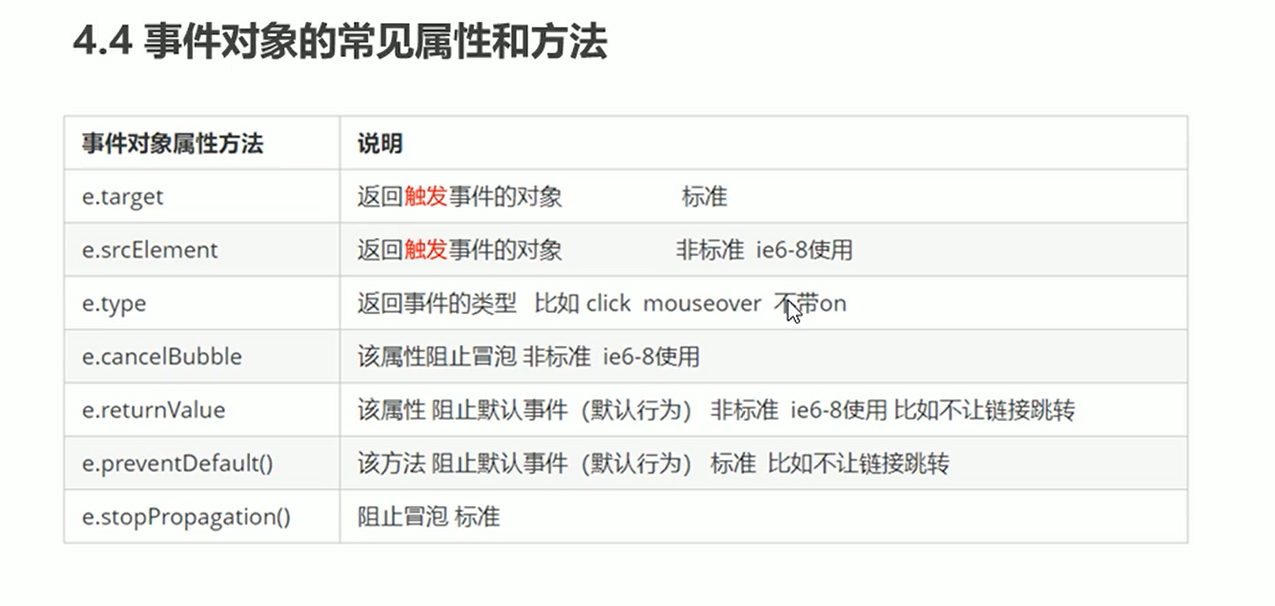 4.4 事件对象的常见属性和方法
事件对象属性方法 说明
e.target 返回触发事件的对象 标准
e.srcElement 返回触发事件的对象 非标准 ie6-8使用
e.type 返回事件的类型 比如 click mouseover 不带on
e.cancelBubble 该属性阻止冒泡 非标准 ie6-8使用
e.returnValue 该属性 阻止默认事件（默认行为） 非标准 ie6-8使用 比如不让链接跳转
e.preventDefault() 该方法 阻止默认事件（默认行为） 标准 比如不让链接跳转
e.stopPropagation() 阻止冒泡 标准